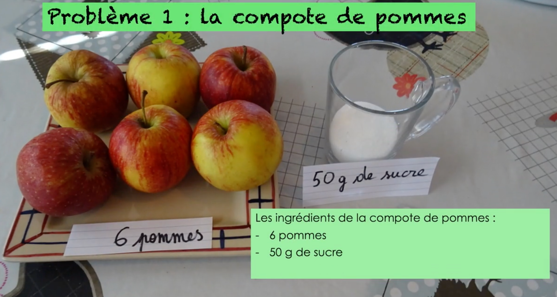 Problème 1 : la compote de pommes
50 g de sucre
6 pommes
Les ingrédients de la compote de pommes :
- 6 pommes
- 50 g de sucre